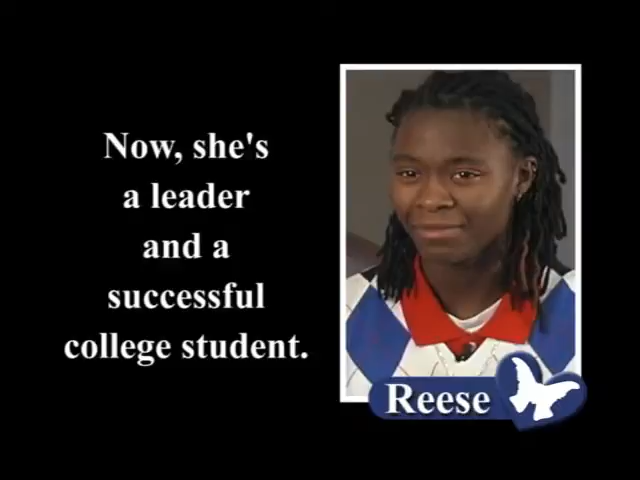 Now, she's
a leader
and a
successful
college student.
Reese